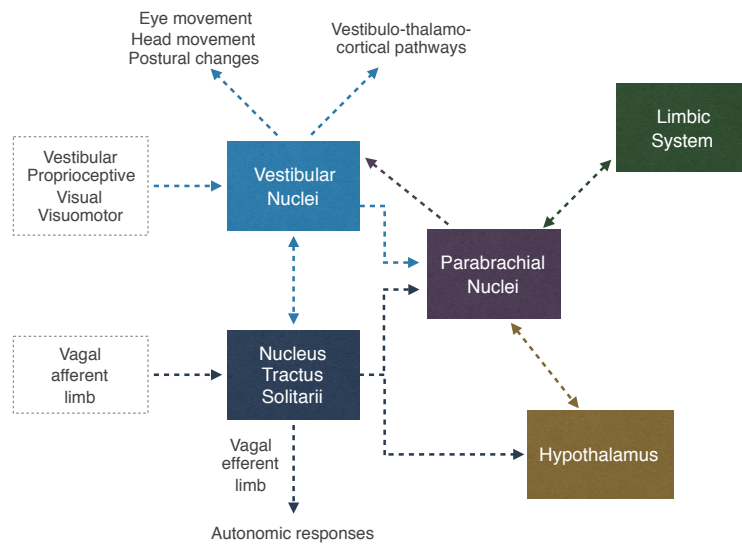 Eye movement
Head movement
Postural changes
Vestibulo-thalamo-
cortical pathways
Limbic
System
Vestibular
Proprioceptive
Visual
Visuomotor
Vestibular
Nuclei
Parabrachial
Nuclei
Vagal
afferent
limb
Nucleus
Tractus
Solitarii
Vagal
efferent
limb
Hypothalamus
Autonomic responses